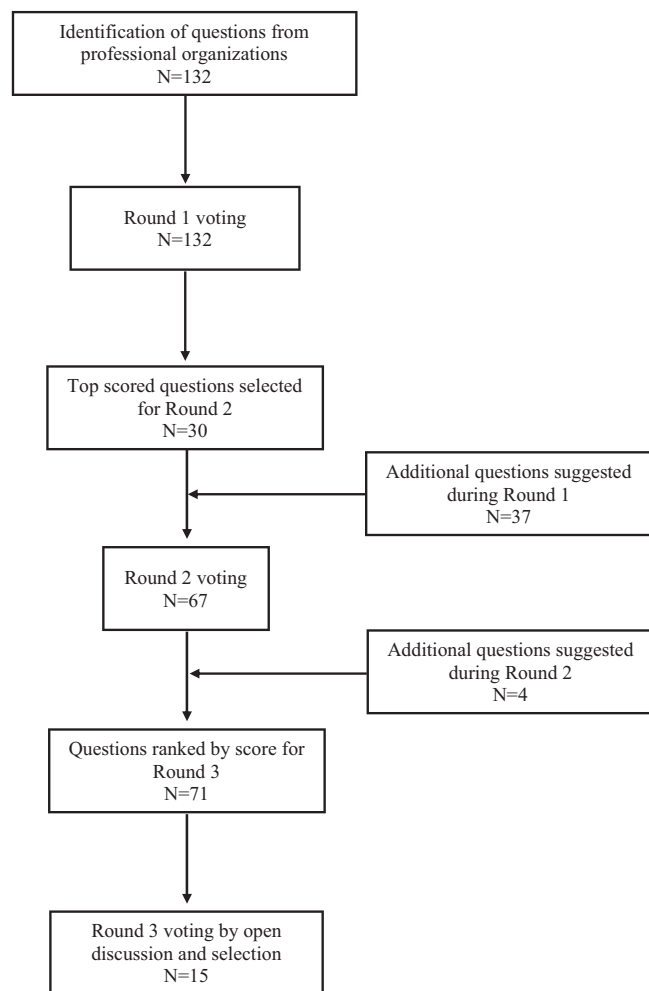 Identification of questions from
professional organizations
N=132
Round 1 voting
N=132
Top scored questions selected
for Round 2
N=30
Additional questions suggested
during Round 1
N=37
Round 2 voting
N=67
Additional questions suggested
during Round 2
N=4
Questions ranked by score for
Round 3
N=71
Round 3 voting by open
discussion and selection
N=15